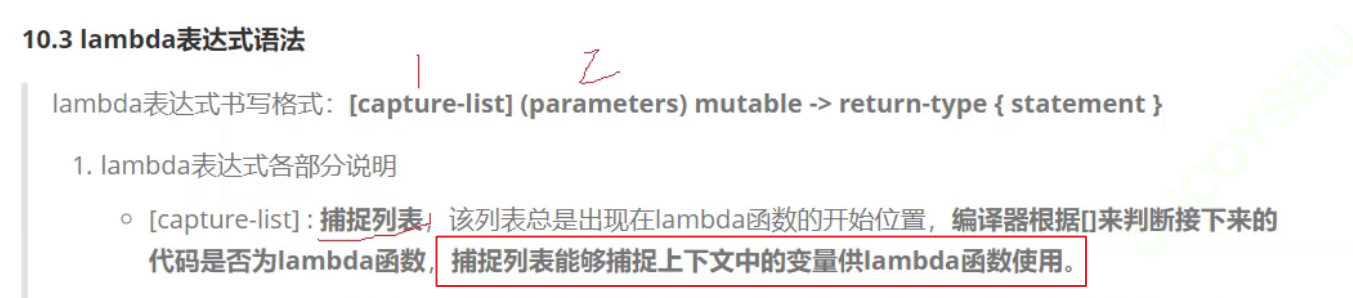 10.3 lambda表达式语法
1 2
lambda表达式书写格式：[capture-list] (parameters) mutable -> return-type { statement }
1. lambda表达式各部分说明
[capture-list] : 捕捉列表，该列表总是出现在lambda函数的开始位置，编译器根据[]来判断接下来的
代码是否为lambda函数，捕捉列表能够捕捉上下文中的变量供lambda函数使用。